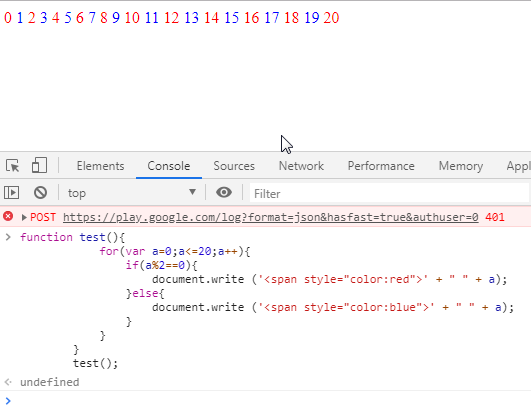 0 1 2 3 4 5 6 7 8 9 10 11 12 13 14 15 16 17 18 19 20
Elements Console Sources Network Performance Memory Appl
top Filter
POST https://play.google.com/log?format=json&hasfast=true&authuser=0 401
function test(){
for(var a=0;a<=20;a++){
if(a%2==0){
document.write ('<span style="color:red">' + " " + a);
}else{
document.write ('<span style="color:blue">' + " " + a);
}
}
}
test();
undefined